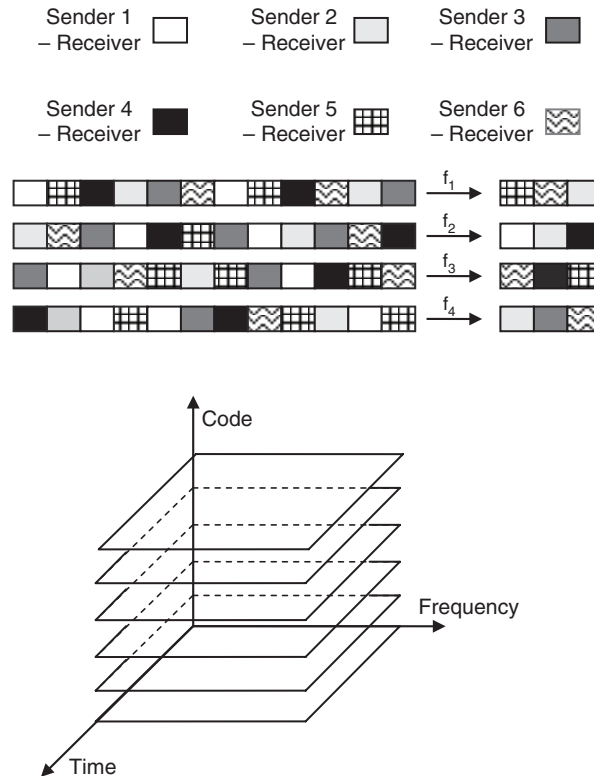 Sender 1
– Receiver
Sender 2
– Receiver
Sender 3
– Receiver
Sender 4
– Receiver
Sender 5
– Receiver
Sender 6
– Receiver
f1
f2
f3
f4
Code
Frequency
Time